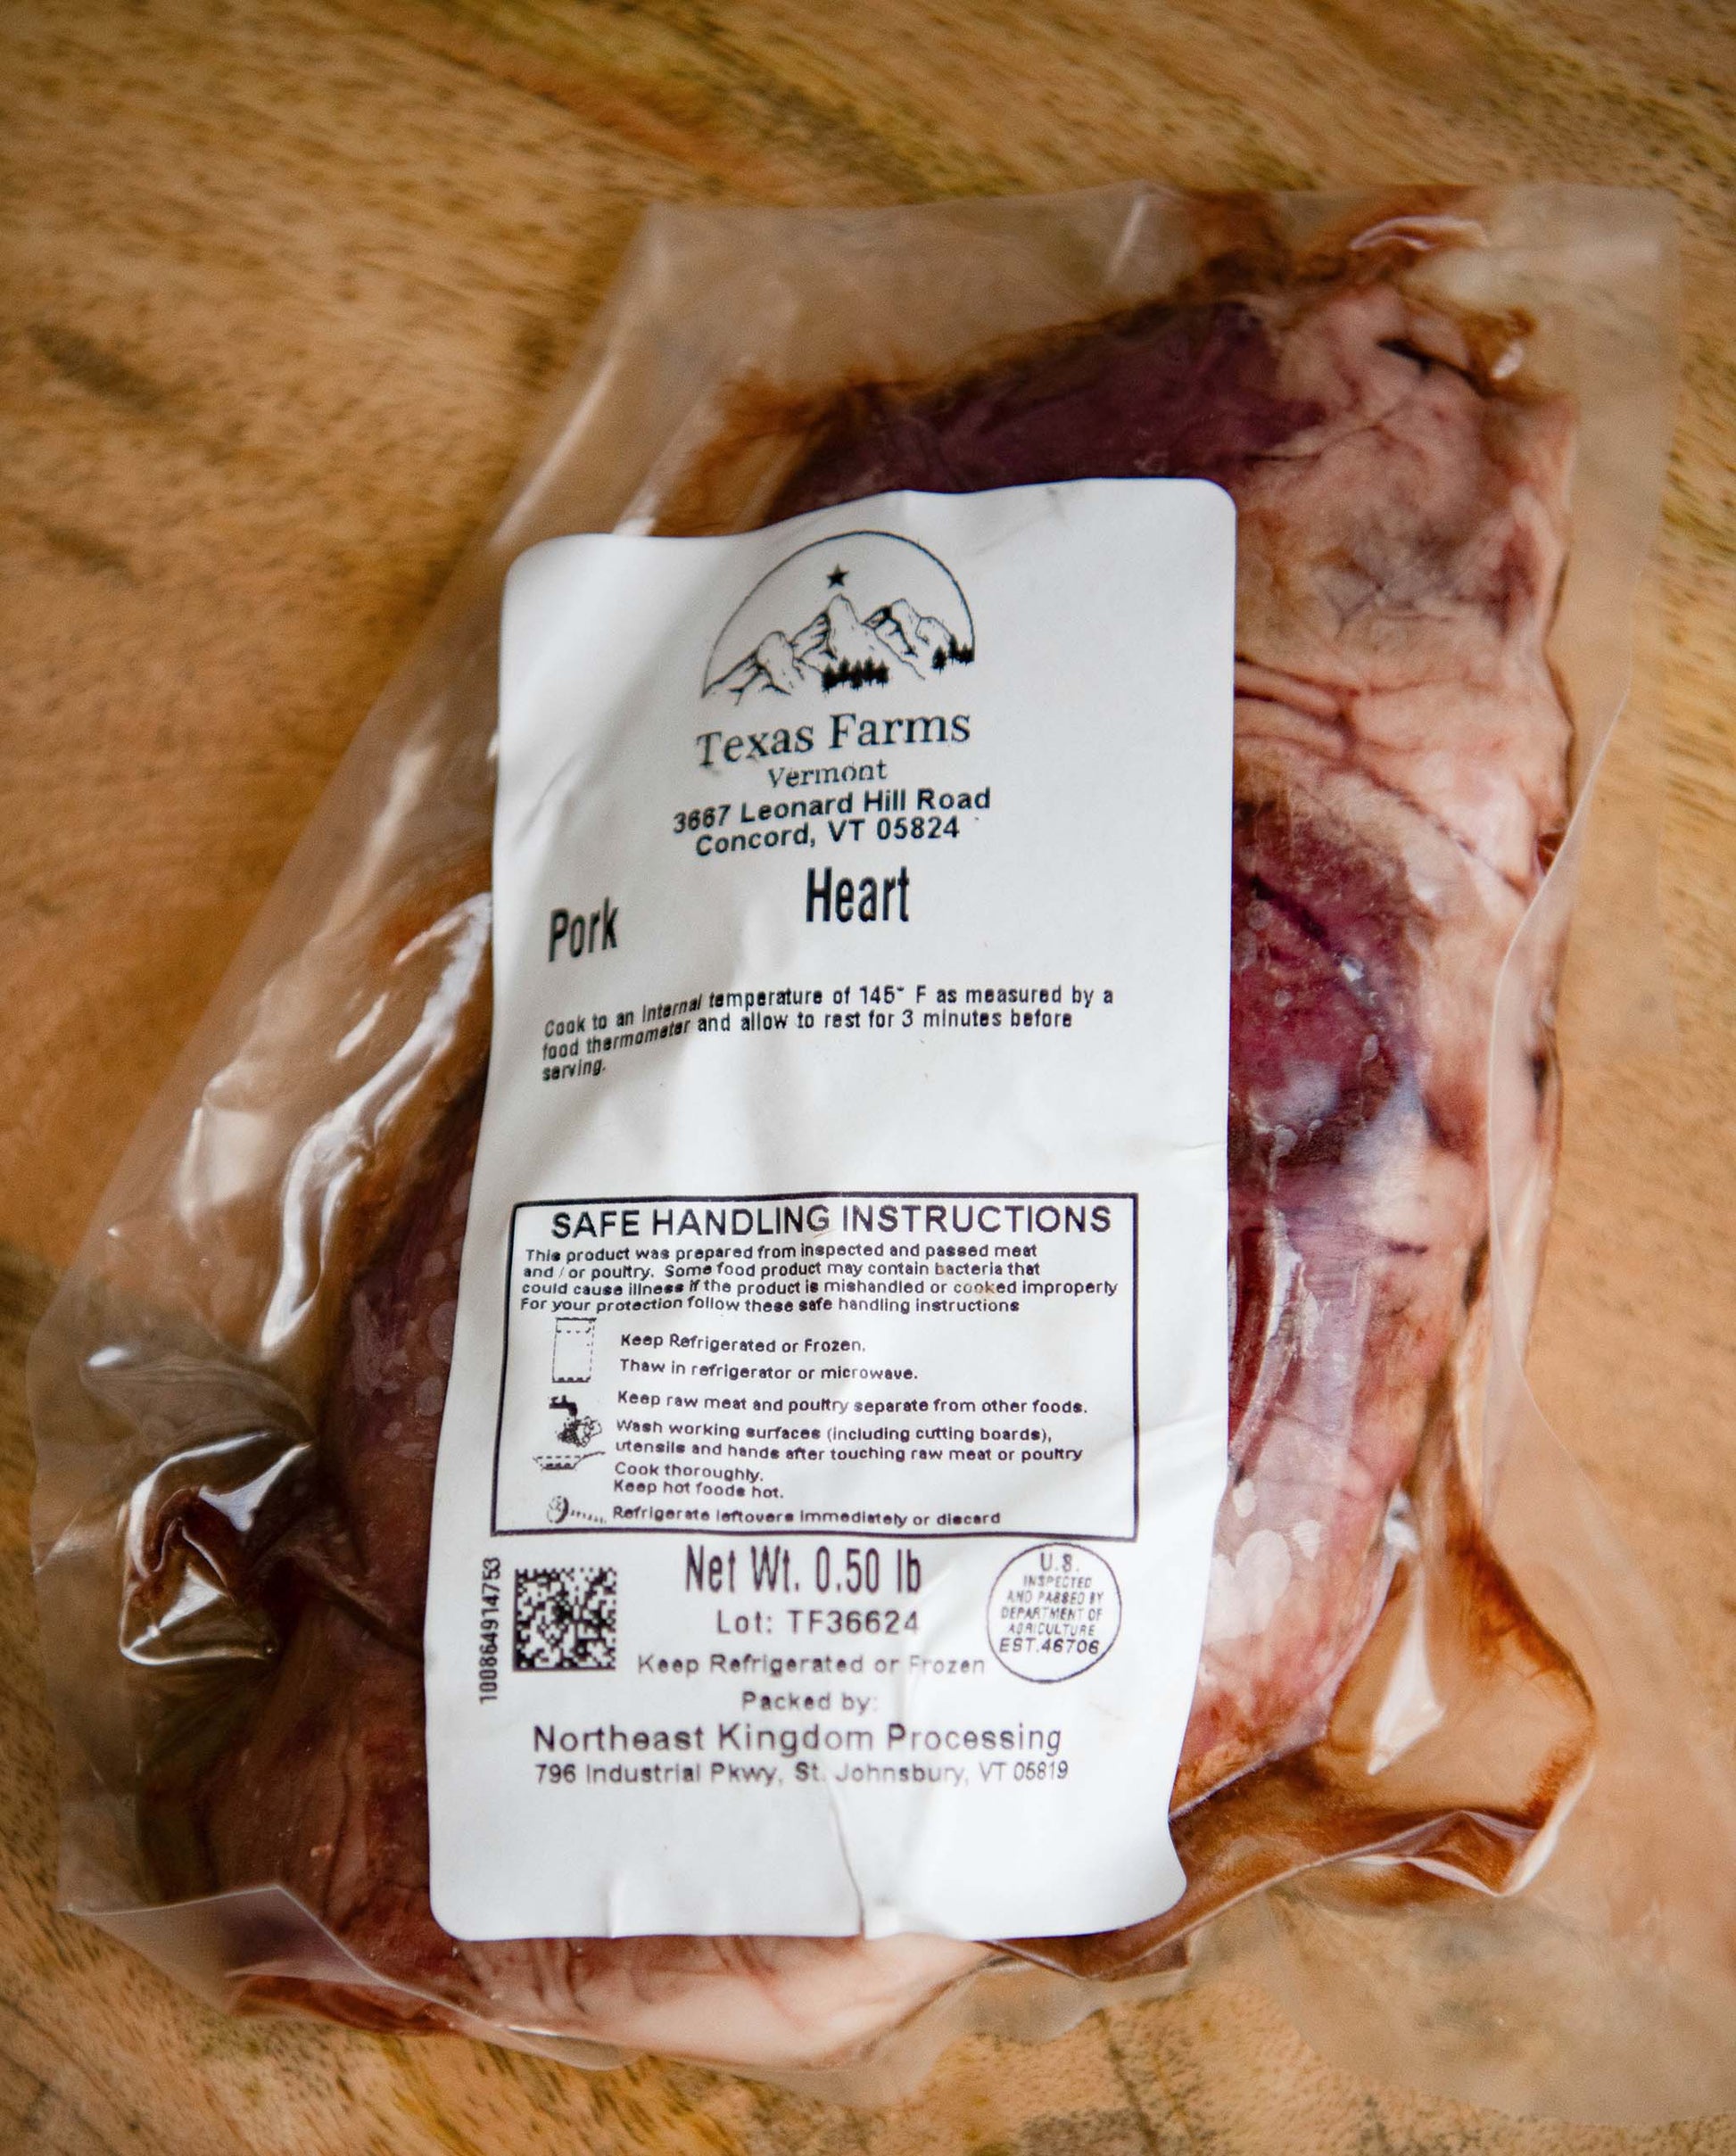 Texas Farms
Vermont
3667 Leonard Hill Road
Concord, VT 05824
Pork Heart
Cook to an internal temperature of 145° F as measured by a
food thermometer and allow to rest for 3 minutes before
serving.
SAFE HANDLING INSTRUCTIONS
This product was prepared from inspected and passed meat
and / or poultry. Some food product may contain bacteria that
could cause illness if the product is mishandled or cooked improperly
For your protection follow these safe handling instructions
Keep Refrigerated or Frozen.
Thaw in refrigerator or microwave.
Keep raw meat and poultry separate from other foods.
Wash working surfaces (including cutting boards),
utensils and hands after touching raw meat or poultry
Cook thoroughly.
Keep hot foods hot.
Refrigerate leftovers immediately or discard
100864914753
Net Wt. 0.50 lb
Lot: TF36624
Keep Refrigerated or Frozen
U.S.
INSPECTED
AND PASSED BY
DEPARTMENT OF
AGRICULTURE
EST.46706
Packed by:
Northeast Kingdom Processing
796 Industrial Pkwy, St. Johnsbury, VT 05819